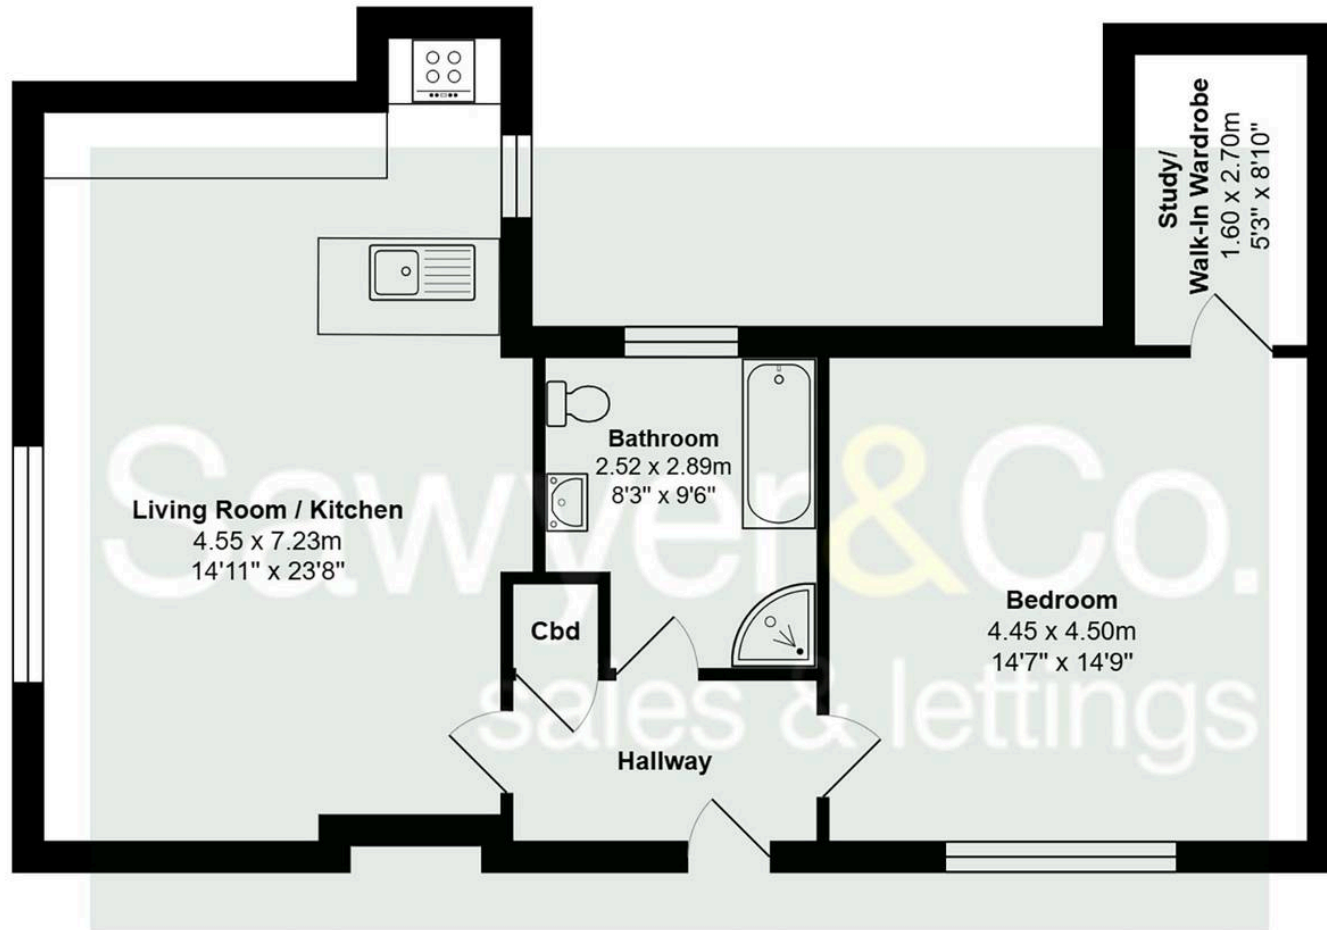 Study/
Walk-In Wardrobe
1.60 x 2.70m
5'3" x 8'10"
Bathroom
2.52 x 2.89m
8'3" x 9'6"
Living Room / Kitchen
4.55 x 7.23m
14'11" x 23'8"
Bedroom
4.45 x 4.50m
14'7" x 14'9"
Cbd
Hallway
Sawyer&Co.
sales & lettings